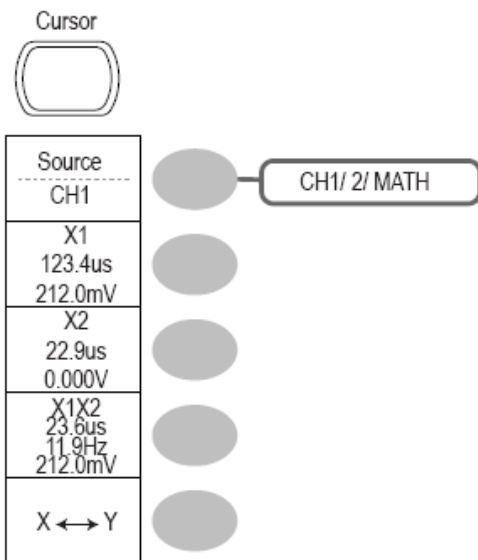 Cursor
Source
CH1
CH1/ 2/ MATH
X1
123.4us
212.0mV
X2
22.9us
0.000V
X1X2
23.6us
11.9Hz
212.0mV
X ↔ Y